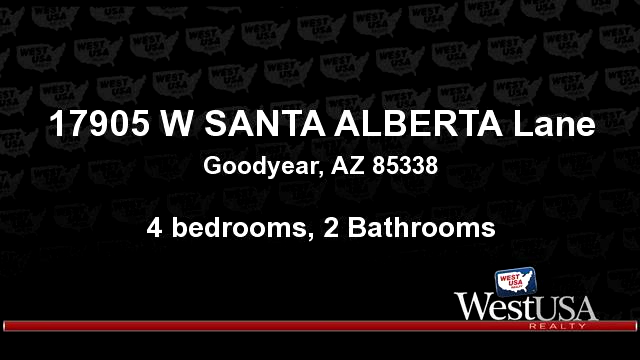 17905 W SANTA ALBERTA Lane
Goodyear, AZ 85338
4 bedrooms, 2 Bathrooms
WEST
USA
REALTY
WestUSA
REALTY